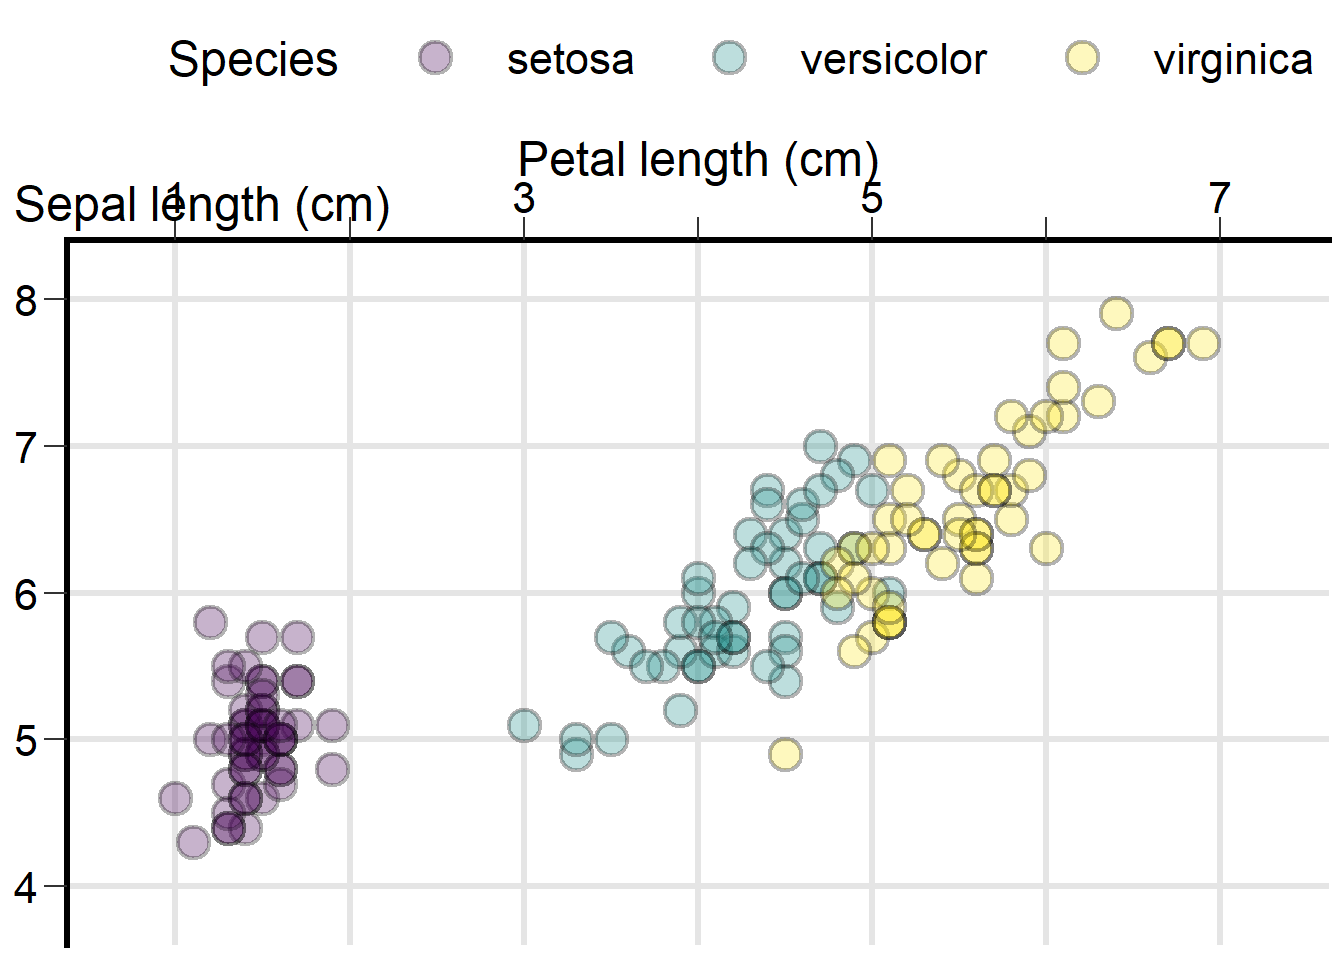 Species setosa versicolor virginica
Petal length (cm)
Sepal length (cm)
1 3 5 7
8
7
6
5
4